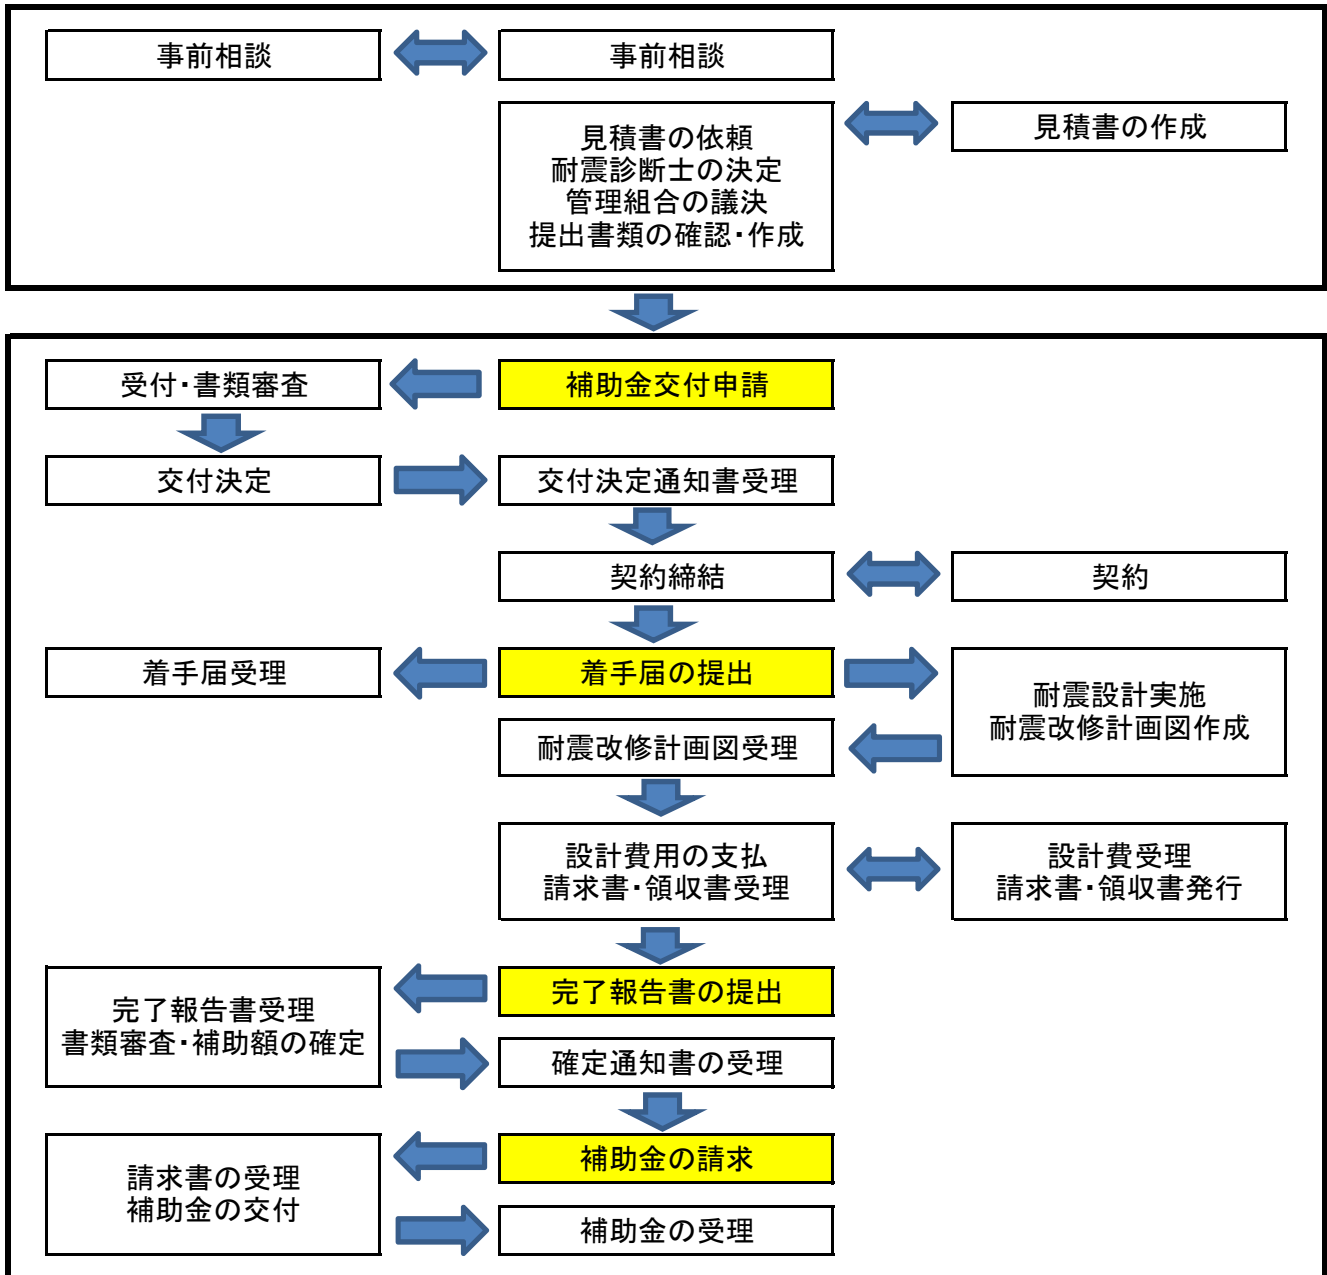 事前相談
事前相談
見積書の依頼
耐震診断士の決定
管理組合の議決
提出書類の確認・作成
見積書の作成
受付・書類審査
補助金交付申請
交付決定
交付決定通知書受理
契約締結
契約
着手届受理
着手届の提出
耐震設計実施
耐震改修計画図作成
耐震改修計画図受理
設計費用の支払
請求書・領収書受理
設計費受理
請求書・領収書発行
完了報告書受理
書類審査・補助額の確定
完了報告書の提出
確定通知書の受理
請求書の受理
補助金の交付
補助金の請求
補助金の受理